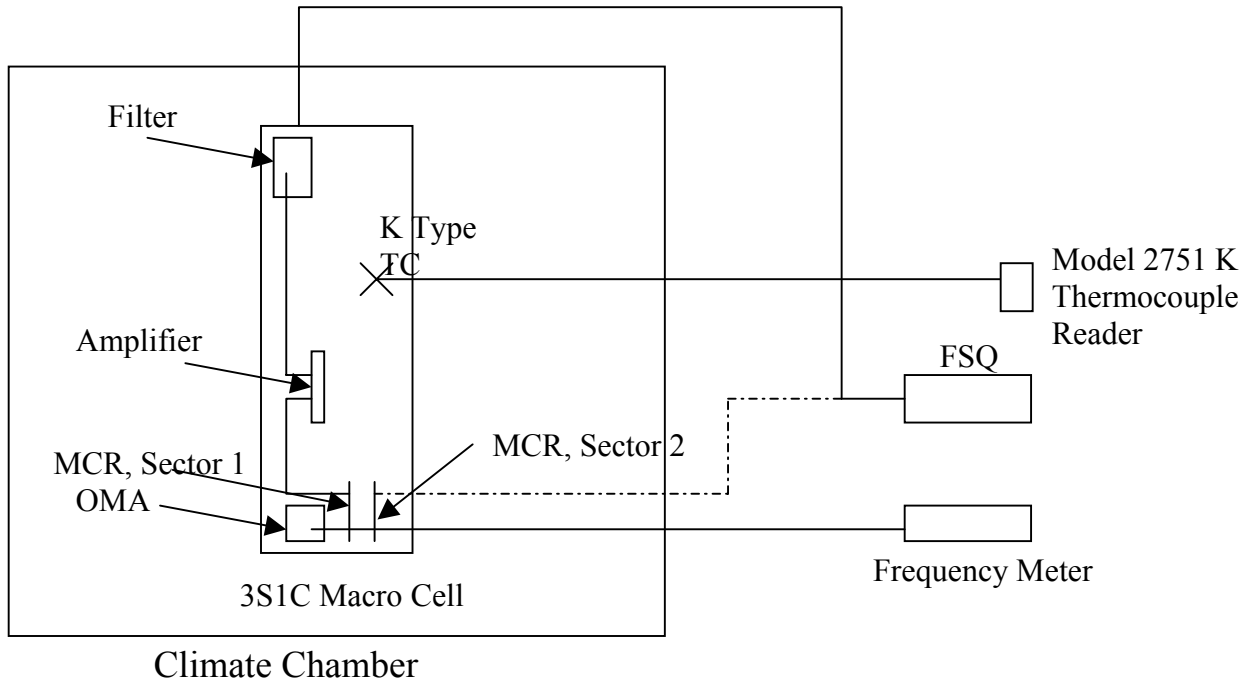 Filter
K Type
TC
Model 2751 K
Thermocouple
Reader
Amplifier
FSQ
MCR, Sector 2
MCR, Sector 1
OMA
Frequency Meter
3S1C Macro Cell
Climate Chamber